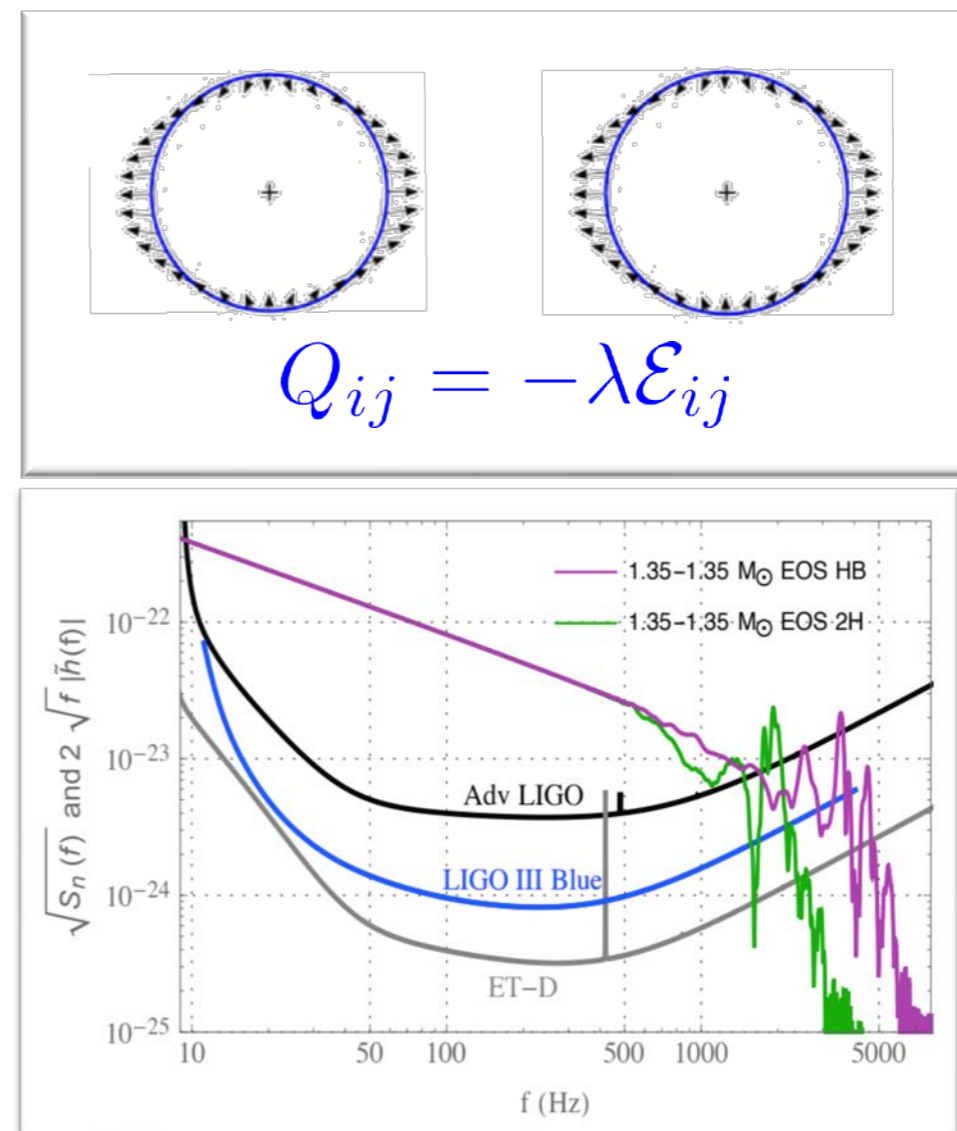 Q_{ij} = -λ𝓔_{ij}
1.35-1.35 M⊙ EOS HB
1.35-1.35 M⊙ EOS 2H
10^{-22}
10^{-23}
10^{-24}
10^{-25}
√S_n(f) and 2 √f |h̃(f)|
Adv LIGO
LIGO III Blue
ET-D
10 50 100 500 1000 5000
f (Hz)